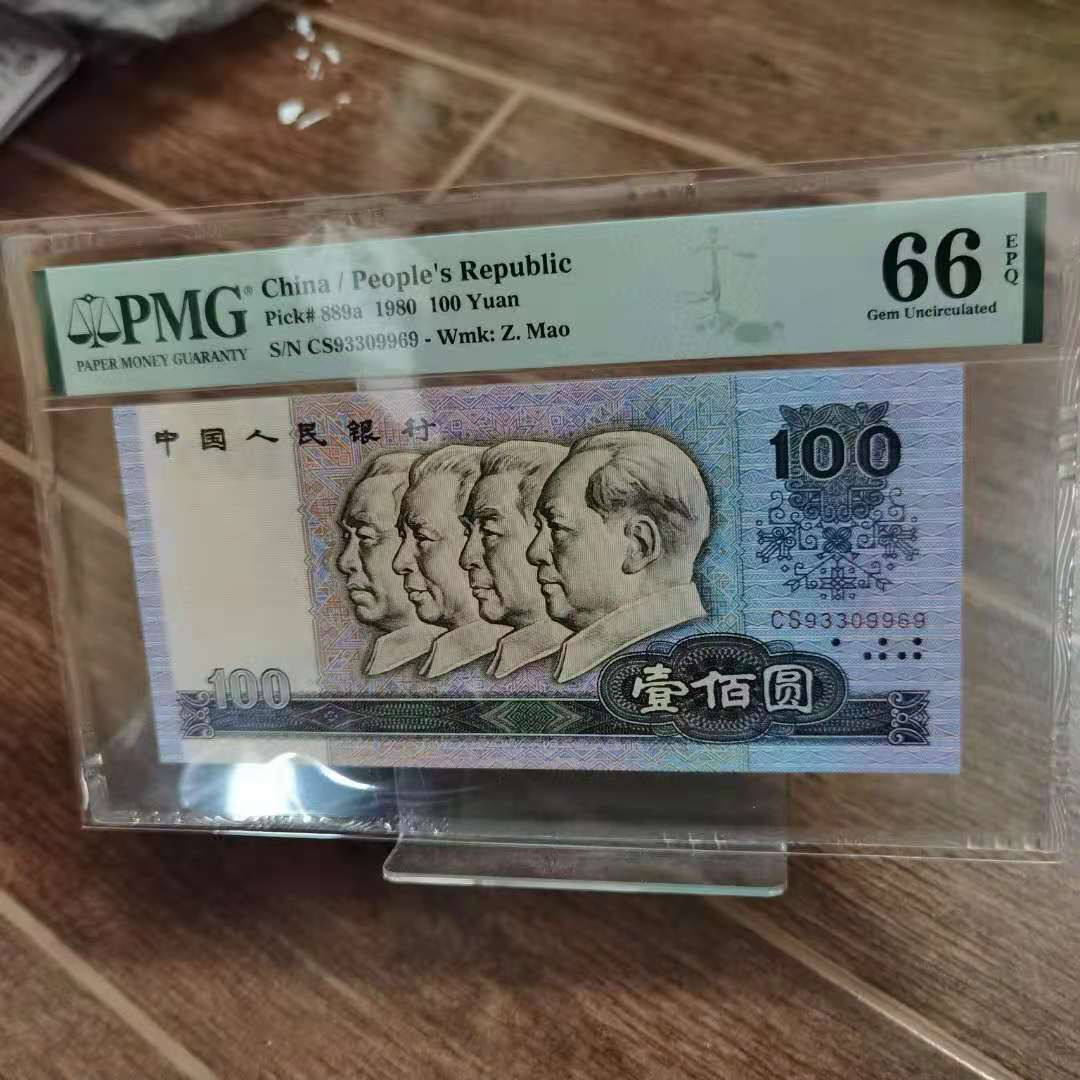 PMG®
PAPER MONEY GUARANTY
China / People's Republic
Pick# 889a 1980 100 Yuan
S/N CS93309969 - Wmk: Z. Mao
66 EPQ
Gem Uncirculated
中国人民银行
100
CS93309969
100
壹佰圆